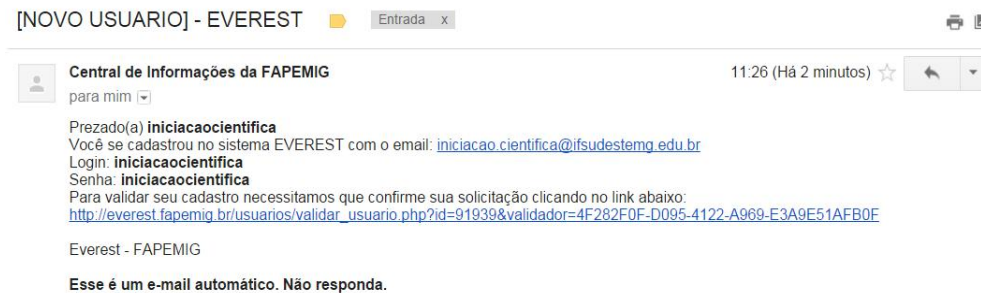 [NOVO USUARIO] - EVEREST Entrada x
Central de Informações da FAPEMIG 11:26 (Há 2 minutos)
para mim
Prezado(a) iniciacaocientifica
Você se cadastrou no sistema EVEREST com o email: iniciacao.cientifica@ifsudestemg.edu.br
Login: iniciacaocientifica
Senha: iniciacaocientifica
Para validar seu cadastro necessitamos que confirme sua solicitação clicando no link abaixo:
http://everest.fapemig.br/usuarios/validar_usuario.php?id=91939&validador=4F282F0F-D095-4122-A969-E3A9E51AFB0F
Everest - FAPEMIG
Esse é um e-mail automático. Não responda.